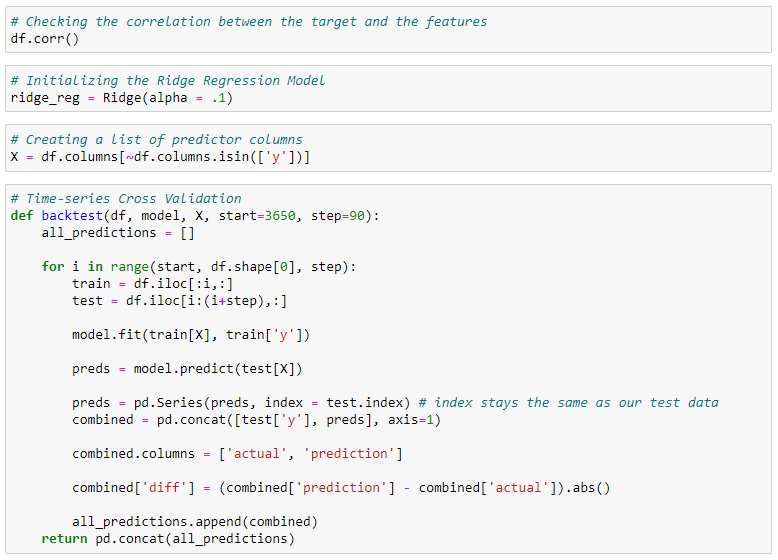 # Checking the correlation between the target and the features
df.corr()
# Initializing the Ridge Regression Model
ridge_reg = Ridge(alpha = .1)
# Creating a list of predictor columns
X = df.columns[~df.columns.isin(['y'])]
# Time-series Cross Validation
def backtest(df, model, X, start=3650, step=90):
    all_predictions = []
    for i in range(start, df.shape[0], step):
        train = df.iloc[:i,:]
        test = df.iloc[i:(i+step),:]
        model.fit(train[X], train['y'])
        preds = model.predict(test[X])
        preds = pd.Series(preds, index = test.index) # index stays the same as our test data
        combined = pd.concat([test['y'], preds], axis=1)
        combined.columns = ['actual', 'prediction']
        combined['diff'] = (combined['prediction'] - combined['actual']).abs()
        all_predictions.append(combined)
    return pd.concat(all_predictions)